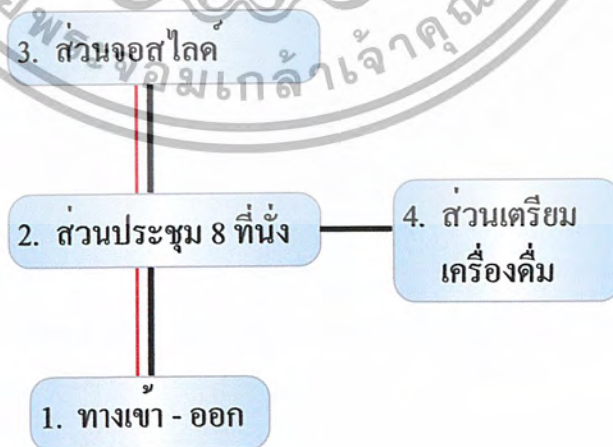 3. ส่วนจอสไลด์
2. ส่วนประชุม 8 ที่นั่ง
4. ส่วนเตรียม
เครื่องดื่ม
1. ทางเข้า - ออก